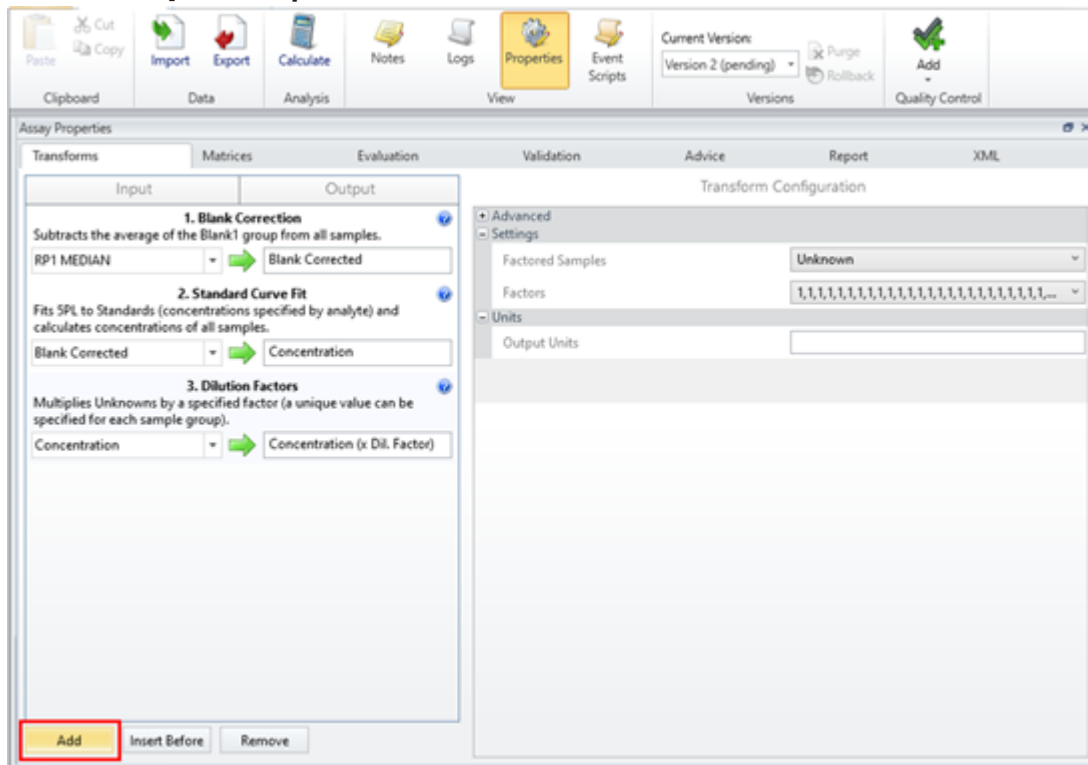 Cut
Copy
Paste
Import
Export
Calculate
Notes
Logs
Properties
Event
Scripts
Current Version:
Version 2 (pending)
Purge
Rollback
Add
Clipboard
Data
Analysis
View
Versions
Quality Control
Assay Properties
Transforms
Matrices
Evaluation
Validation
Advice
Report
XML
Input
Output
1. Blank Correction
Subtracts the average of the Blank1 group from all samples.
RP1 MEDIAN
Blank Corrected
2. Standard Curve Fit
Fits 5PL to Standards (concentrations specified by analyte) and
calculates concentrations of all samples.
Blank Corrected
Concentration
3. Dilution Factors
Multiplies Unknowns by a specified factor (a unique value can be
specified for each sample group).
Concentration
Concentration (x Dil. Factor)
Add
Insert Before
Remove
Transform Configuration
Advanced
Settings
Factored Samples
Unknown
Factors
1,1,1,1,1,1,1,1,1,1,1,1,1,1,1,1,1,1,1,1,1,1,1,1,1,1,...
Units
Output Units